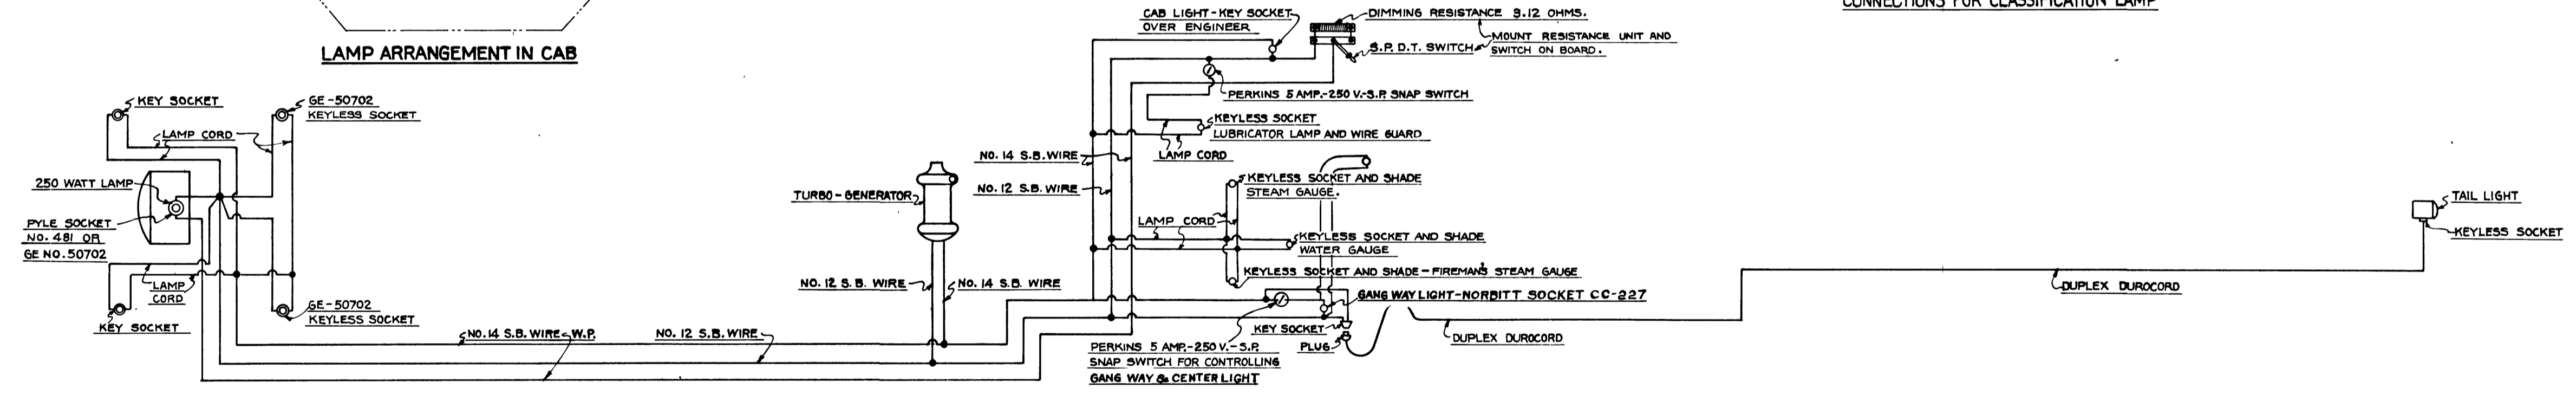 CONNECTIONS FOR CLASSIFICATION LAMP
LAMP ARRANGEMENT IN CAB
KEY SOCKET
GE-50702
KEYLESS SOCKET
LAMP CORD
250 WATT LAMP
PYLE SOCKET
NO. 481 OR
GE NO. 50702
LAMP
CORD
KEY SOCKET
GE-50702
KEYLESS SOCKET
NO. 14 S.B. WIRE - W.P.
NO. 12 S.B. WIRE
TURBO-GENERATOR
NO. 12 S.B. WIRE
NO. 14 S.B. WIRE
CAB LIGHT-KEY SOCKET
OVER ENGINEER
DIMMING RESISTANCE 3.12 OHMS.
S.P. D.T. SWITCH
MOUNT RESISTANCE UNIT AND
SWITCH ON BOARD.
PERKINS 5 AMP.-250 V.-S.P. SNAP SWITCH
KEYLESS SOCKET
LUBRICATOR LAMP AND WIRE GUARD
LAMP CORD
NO. 14 S.B. WIRE
NO. 12 S.B. WIRE
KEYLESS SOCKET AND SHADE
STEAM GAUGE.
LAMP CORD
KEYLESS SOCKET AND SHADE
WATER GAUGE
KEYLESS SOCKET AND SHADE-FIREMAN'S STEAM GAUGE
GANG WAY LIGHT-NORBITT SOCKET CC-227
KEY SOCKET
PLUG
PERKINS 5 AMP.-250 V.-S.P.
SNAP SWITCH FOR CONTROLLING
GANG WAY & CENTER LIGHT
DUPLEX DUROCORD
DUPLEX DUROCORD
TAIL LIGHT
KEYLESS SOCKET